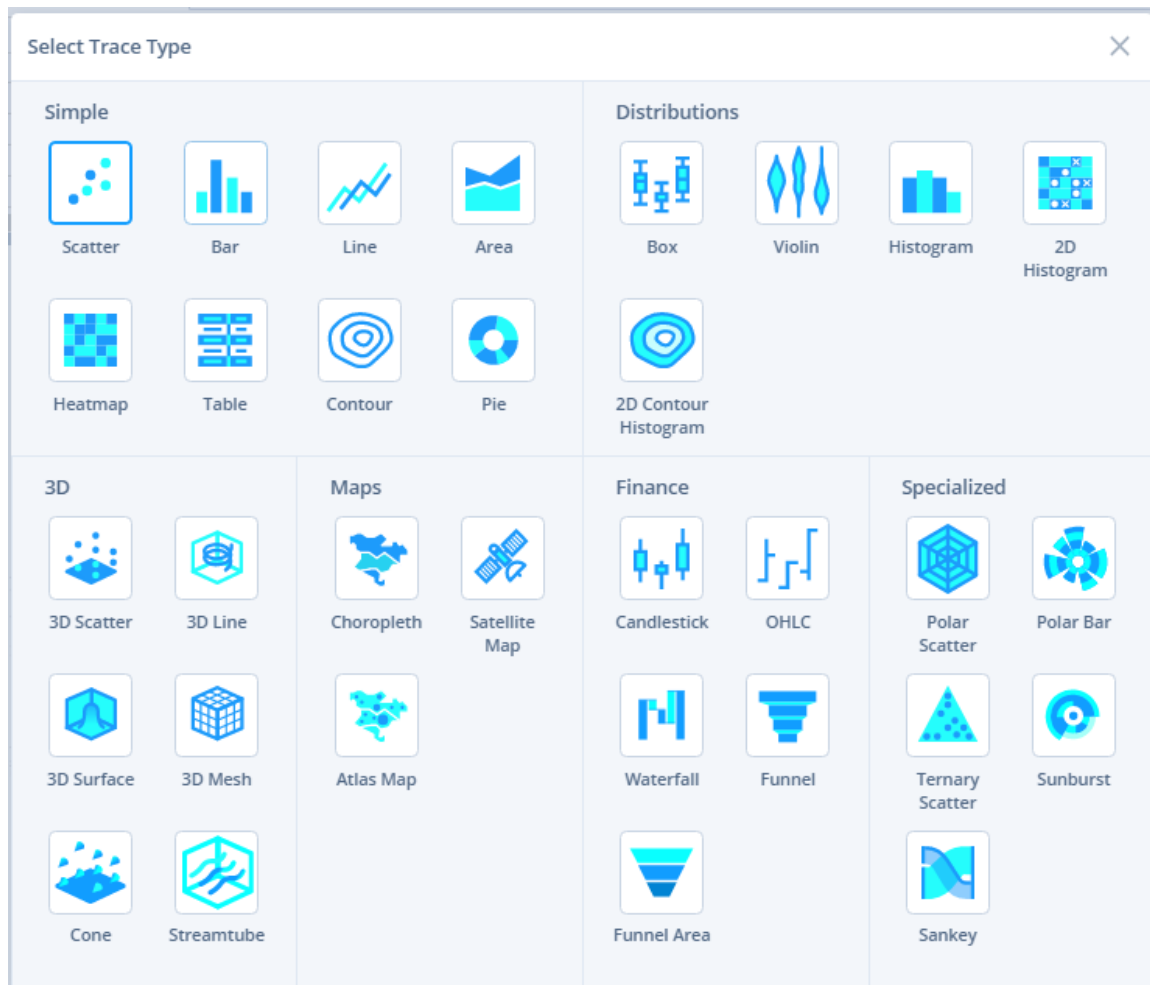 Select Trace Type
Simple
Scatter
Bar
Line
Area
Heatmap
Table
Contour
Pie
Distributions
Box
Violin
Histogram
2D
Histogram
2D Contour
Histogram
3D
3D Scatter
3D Line
3D Surface
3D Mesh
Cone
Streamtube
Maps
Choropleth
Satellite
Map
Atlas Map
Finance
Candlestick
OHLC
Waterfall
Funnel
Funnel Area
Specialized
Polar
Scatter
Polar Bar
Ternary
Scatter
Sunburst
Sankey